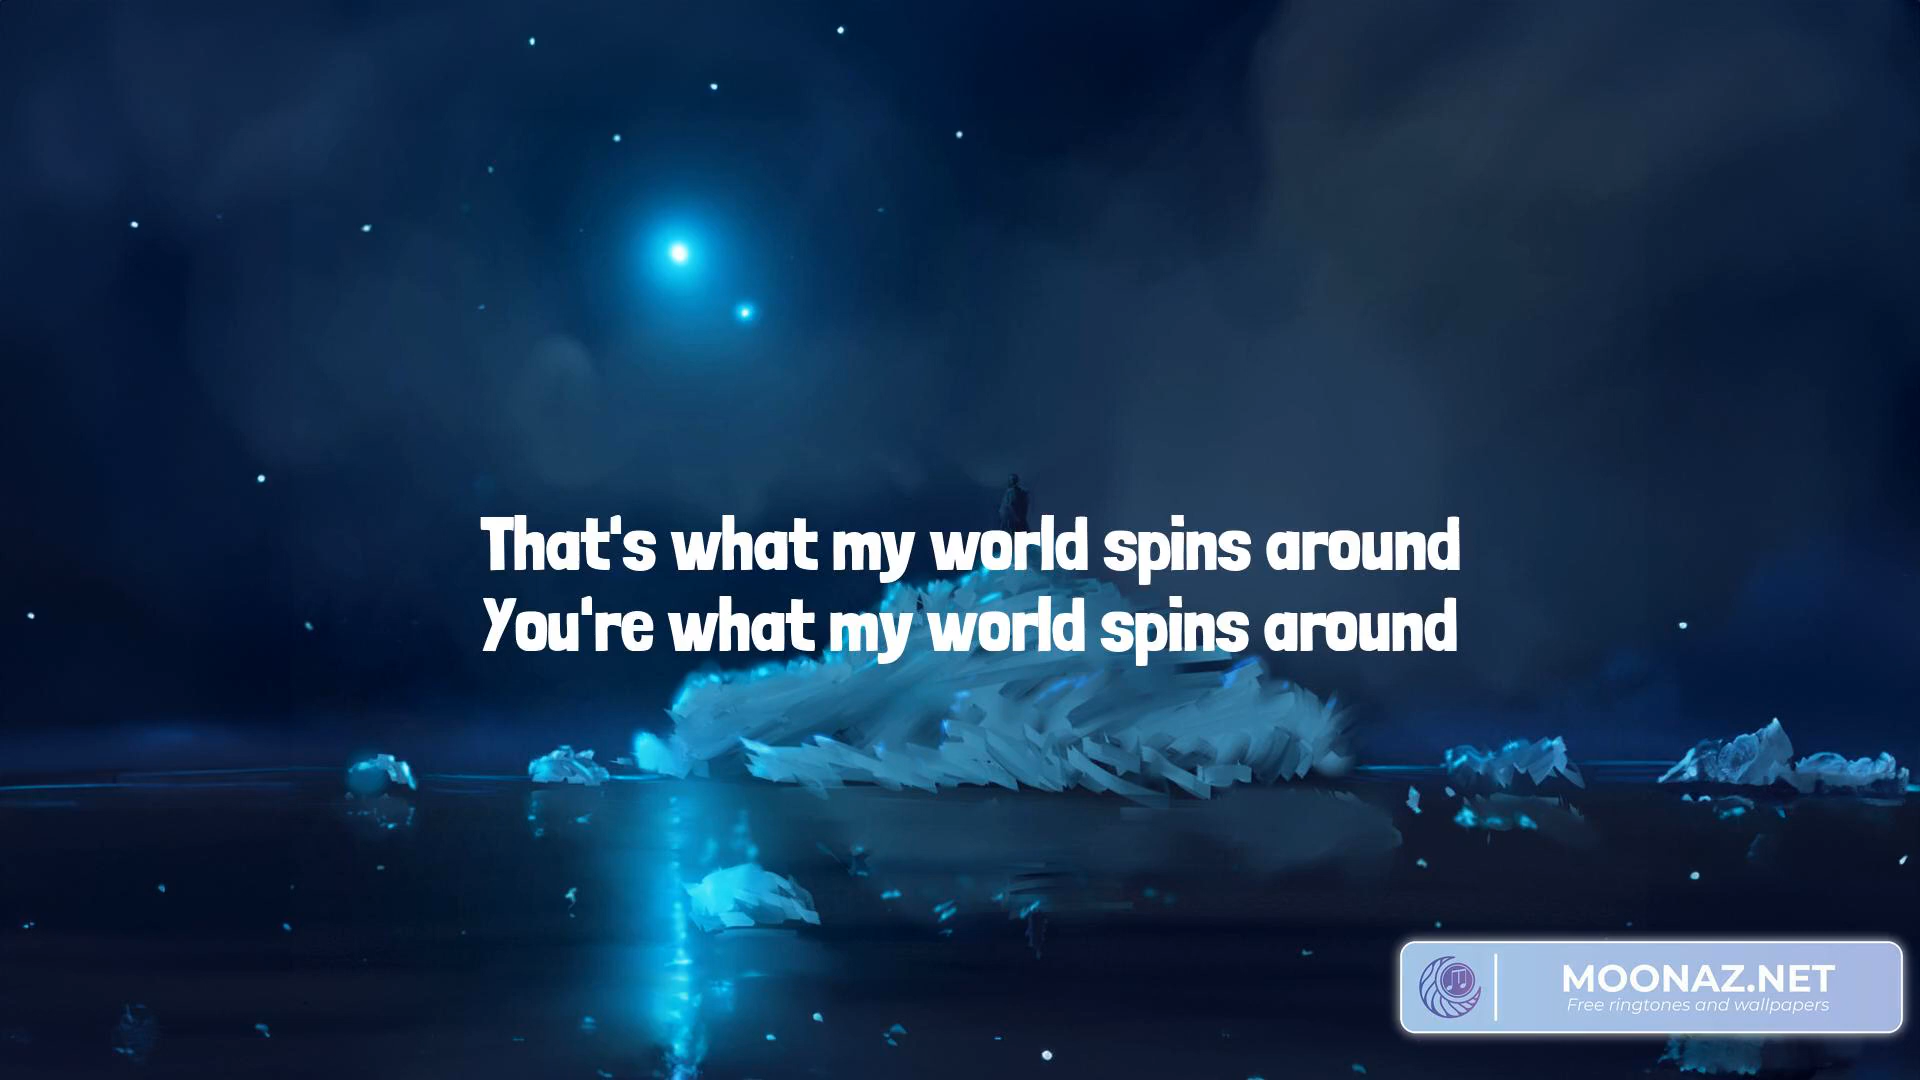 That's what my world spins around
You're what my world spins around
MOONAZ.NET
Free ringtones and wallpapers